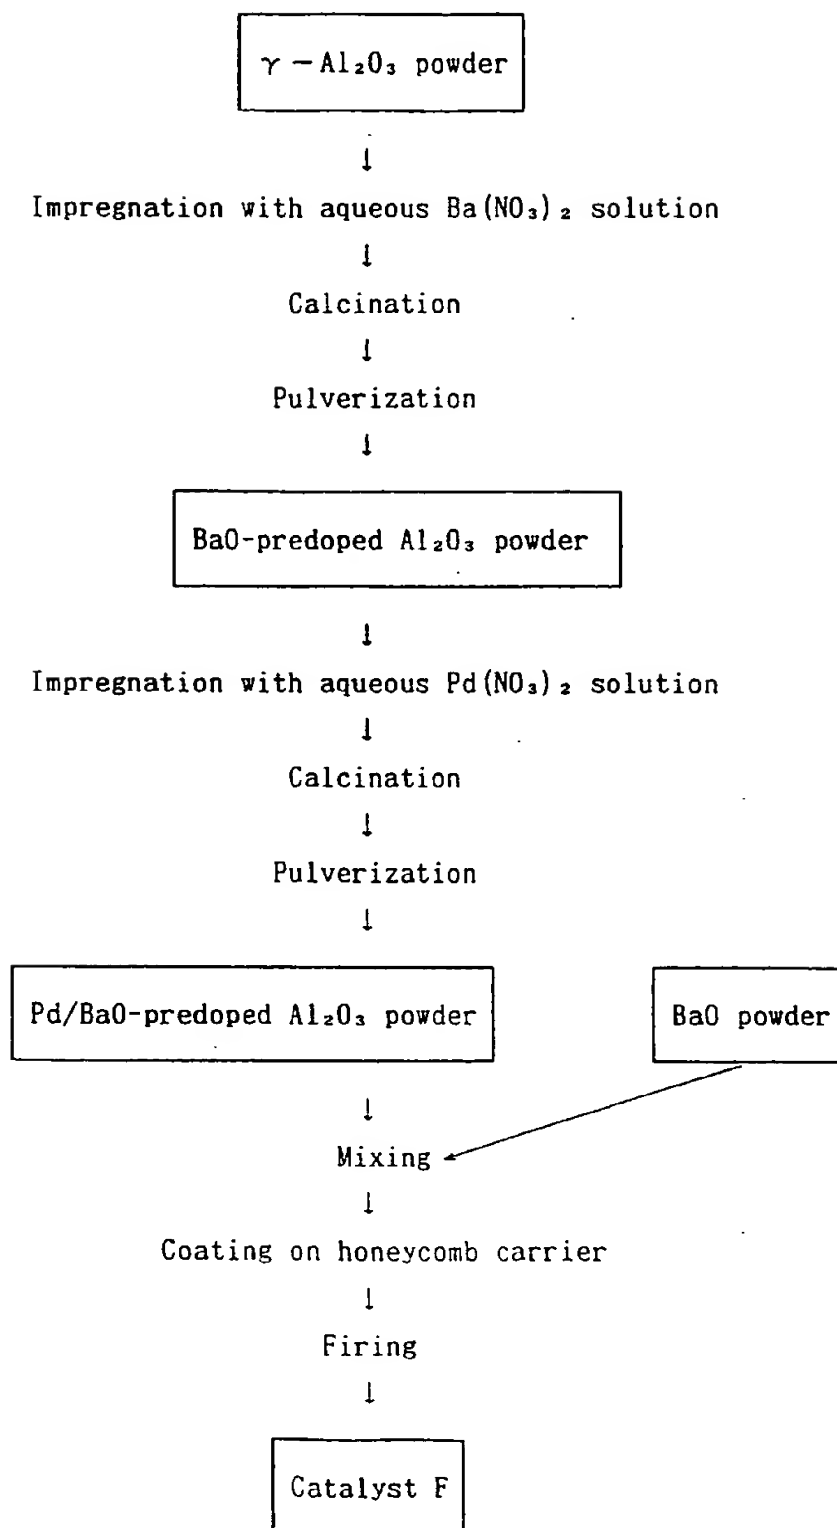 γ-Al₂O₃ powder
↓
Impregnation with aqueous Ba(NO₃)₂ solution
↓
Calcination
↓
Pulverization
↓
BaO-predoped Al₂O₃ powder
↓
Impregnation with aqueous Pd(NO₃)₂ solution
↓
Calcination
↓
Pulverization
↓
Pd/BaO-predoped Al₂O₃ powder
BaO powder
↓
Mixing
↓
Coating on honeycomb carrier
↓
Firing
↓
Catalyst F